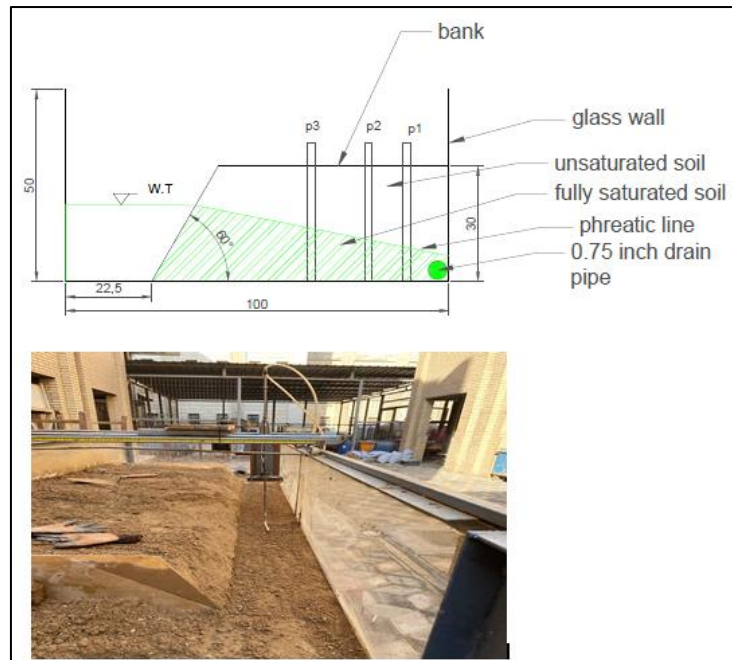 bank
p3
p2
p1
glass wall
unsaturated soil
fully saturated soil
phreatic line
0.75 inch drain
pipe
W.T
60°
50
30
22,5
100